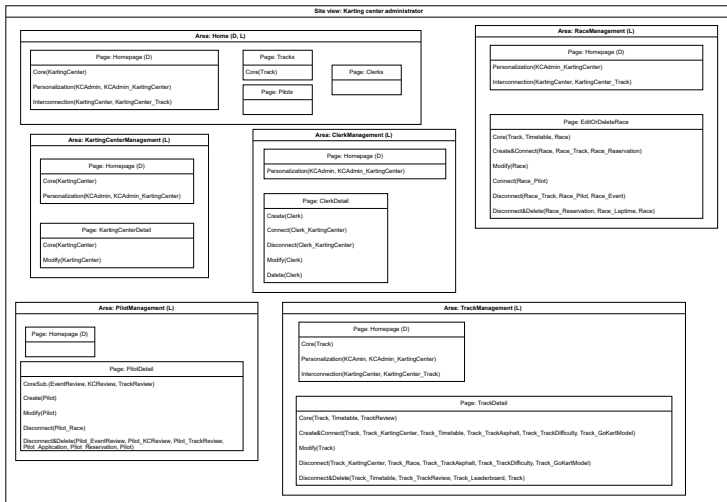 Site view: Karting center administrator
Area: Home (D, L)
Page: Homepage (D)
Core(KartingCenter)
Personalization(KCAdmin, KCAdmin_KartingCenter)
Interconnection(KartingCenter, KartingCenter_Track)
Page: Tracks
Core(Track)
Page: Pilots
Page: Clerks
Area: RaceManagement (L)
Page: Homepage (D)
Personalization(KCAdmin, KCAdmin_KartingCenter)
Interconnection(KartingCenter, KartingCenter_Track)
Page: EditOrDeleteRace
Core(Track, Timetable, Race)
Create&Connect(Race, Race_Track, Race_Reservation)
Modify(Race)
Connect(Race_Pilot)
Disconnect(Race_Track, Race_Pilot, Race_Event)
Disconnect&Delete(Race_Reservation, Race_Laptime, Race)
Area: KartingCenterManagement (L)
Page: Homepage (D)
Core(KartingCenter)
Personalization(KCAdmin, KCAdmin_KartingCenter)
Page: KartingCenterDetail
Core(KartingCenter)
Modify(KartingCenter)
Area: ClerkManagement (L)
Page: Homepage (D)
Personalization(KCAdmin, KCAdmin_KartingCenter)
Page: ClerkDetail
Create(Clerk)
Connect(Clerk_KartingCenter)
Disconnect(Clerk_KartingCenter)
Modify(Clerk)
Delete(Clerk)
Area: PilotManagement (L)
Page: Homepage (D)
Page: PilotDetail
CoreSub.(EventReview, KCReview, TrackReview)
Create(Pilot)
Modify(Pilot)
Disconnect(Pilot_Race)
Disconnect&Delete(Pilot_EventReview, Pilot_KCReview, Pilot_TrackReview,
Pilot_Application, Pilot_Reservation, Pilot)
Area: TrackManagement (L)
Page: Homepage (D)
Core(Track)
Personalization(KCAmin, KCAdmin_KartingCenter)
Interconnection(KartingCenter, KartingCenter_Track)
Page: TrackDetail
Core(Track, Timetable, TrackReview)
Create&Connect(Track, Track_KartingCenter, Track_Timetable, Track_TrackAsphalt, Track_TrackDifficulty, Track_GoKartModel)
Modify(Track)
Disconnect(Track_KartingCenter, Track_Race, Track_TrackAsphalt, Track_TrackDifficulty, Track_GoKartModel)
Disconnect&Delete(Track_Timetable, Track_TrackReview, Track_Leaderboard, Track)